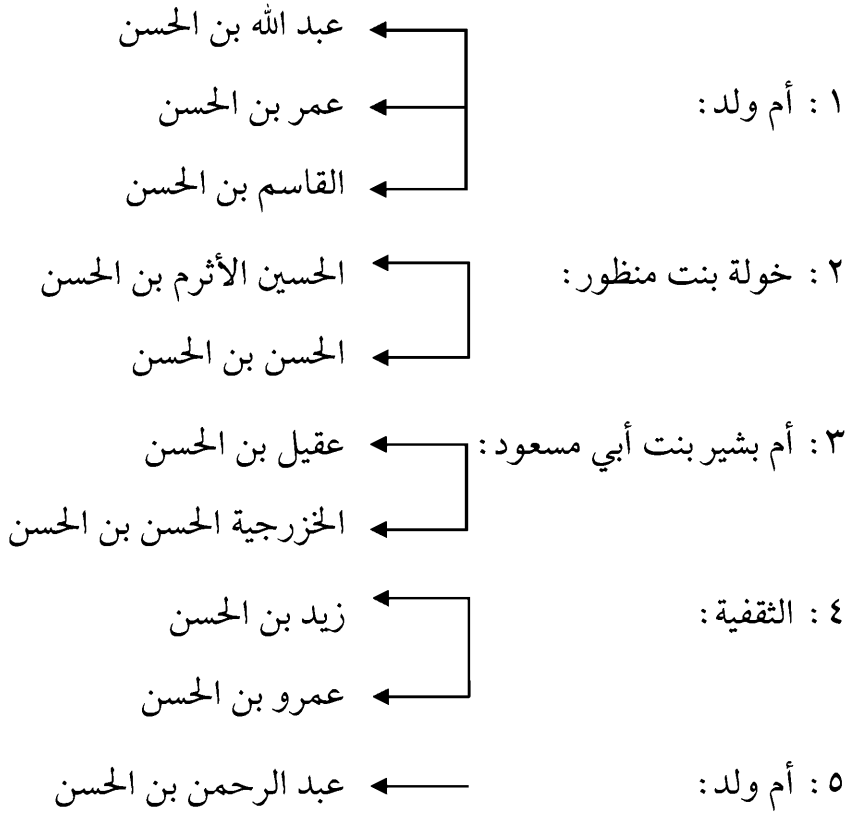 عبد الله بن الحسن
١ : أم ولد :
عمر بن الحسن
القاسم بن الحسن
٢ : خولة بنت منظور :
الحسين الأثرم بن الحسن
الحسن بن الحسن
٣ : أم بشير بنت أبي مسعود :
عقيل بن الحسن
الخزرجية الحسن بن الحسن
٤ : الثقفية :
زيد بن الحسن
عمرو بن الحسن
٥ : أم ولد :
عبد الرحمن بن الحسن